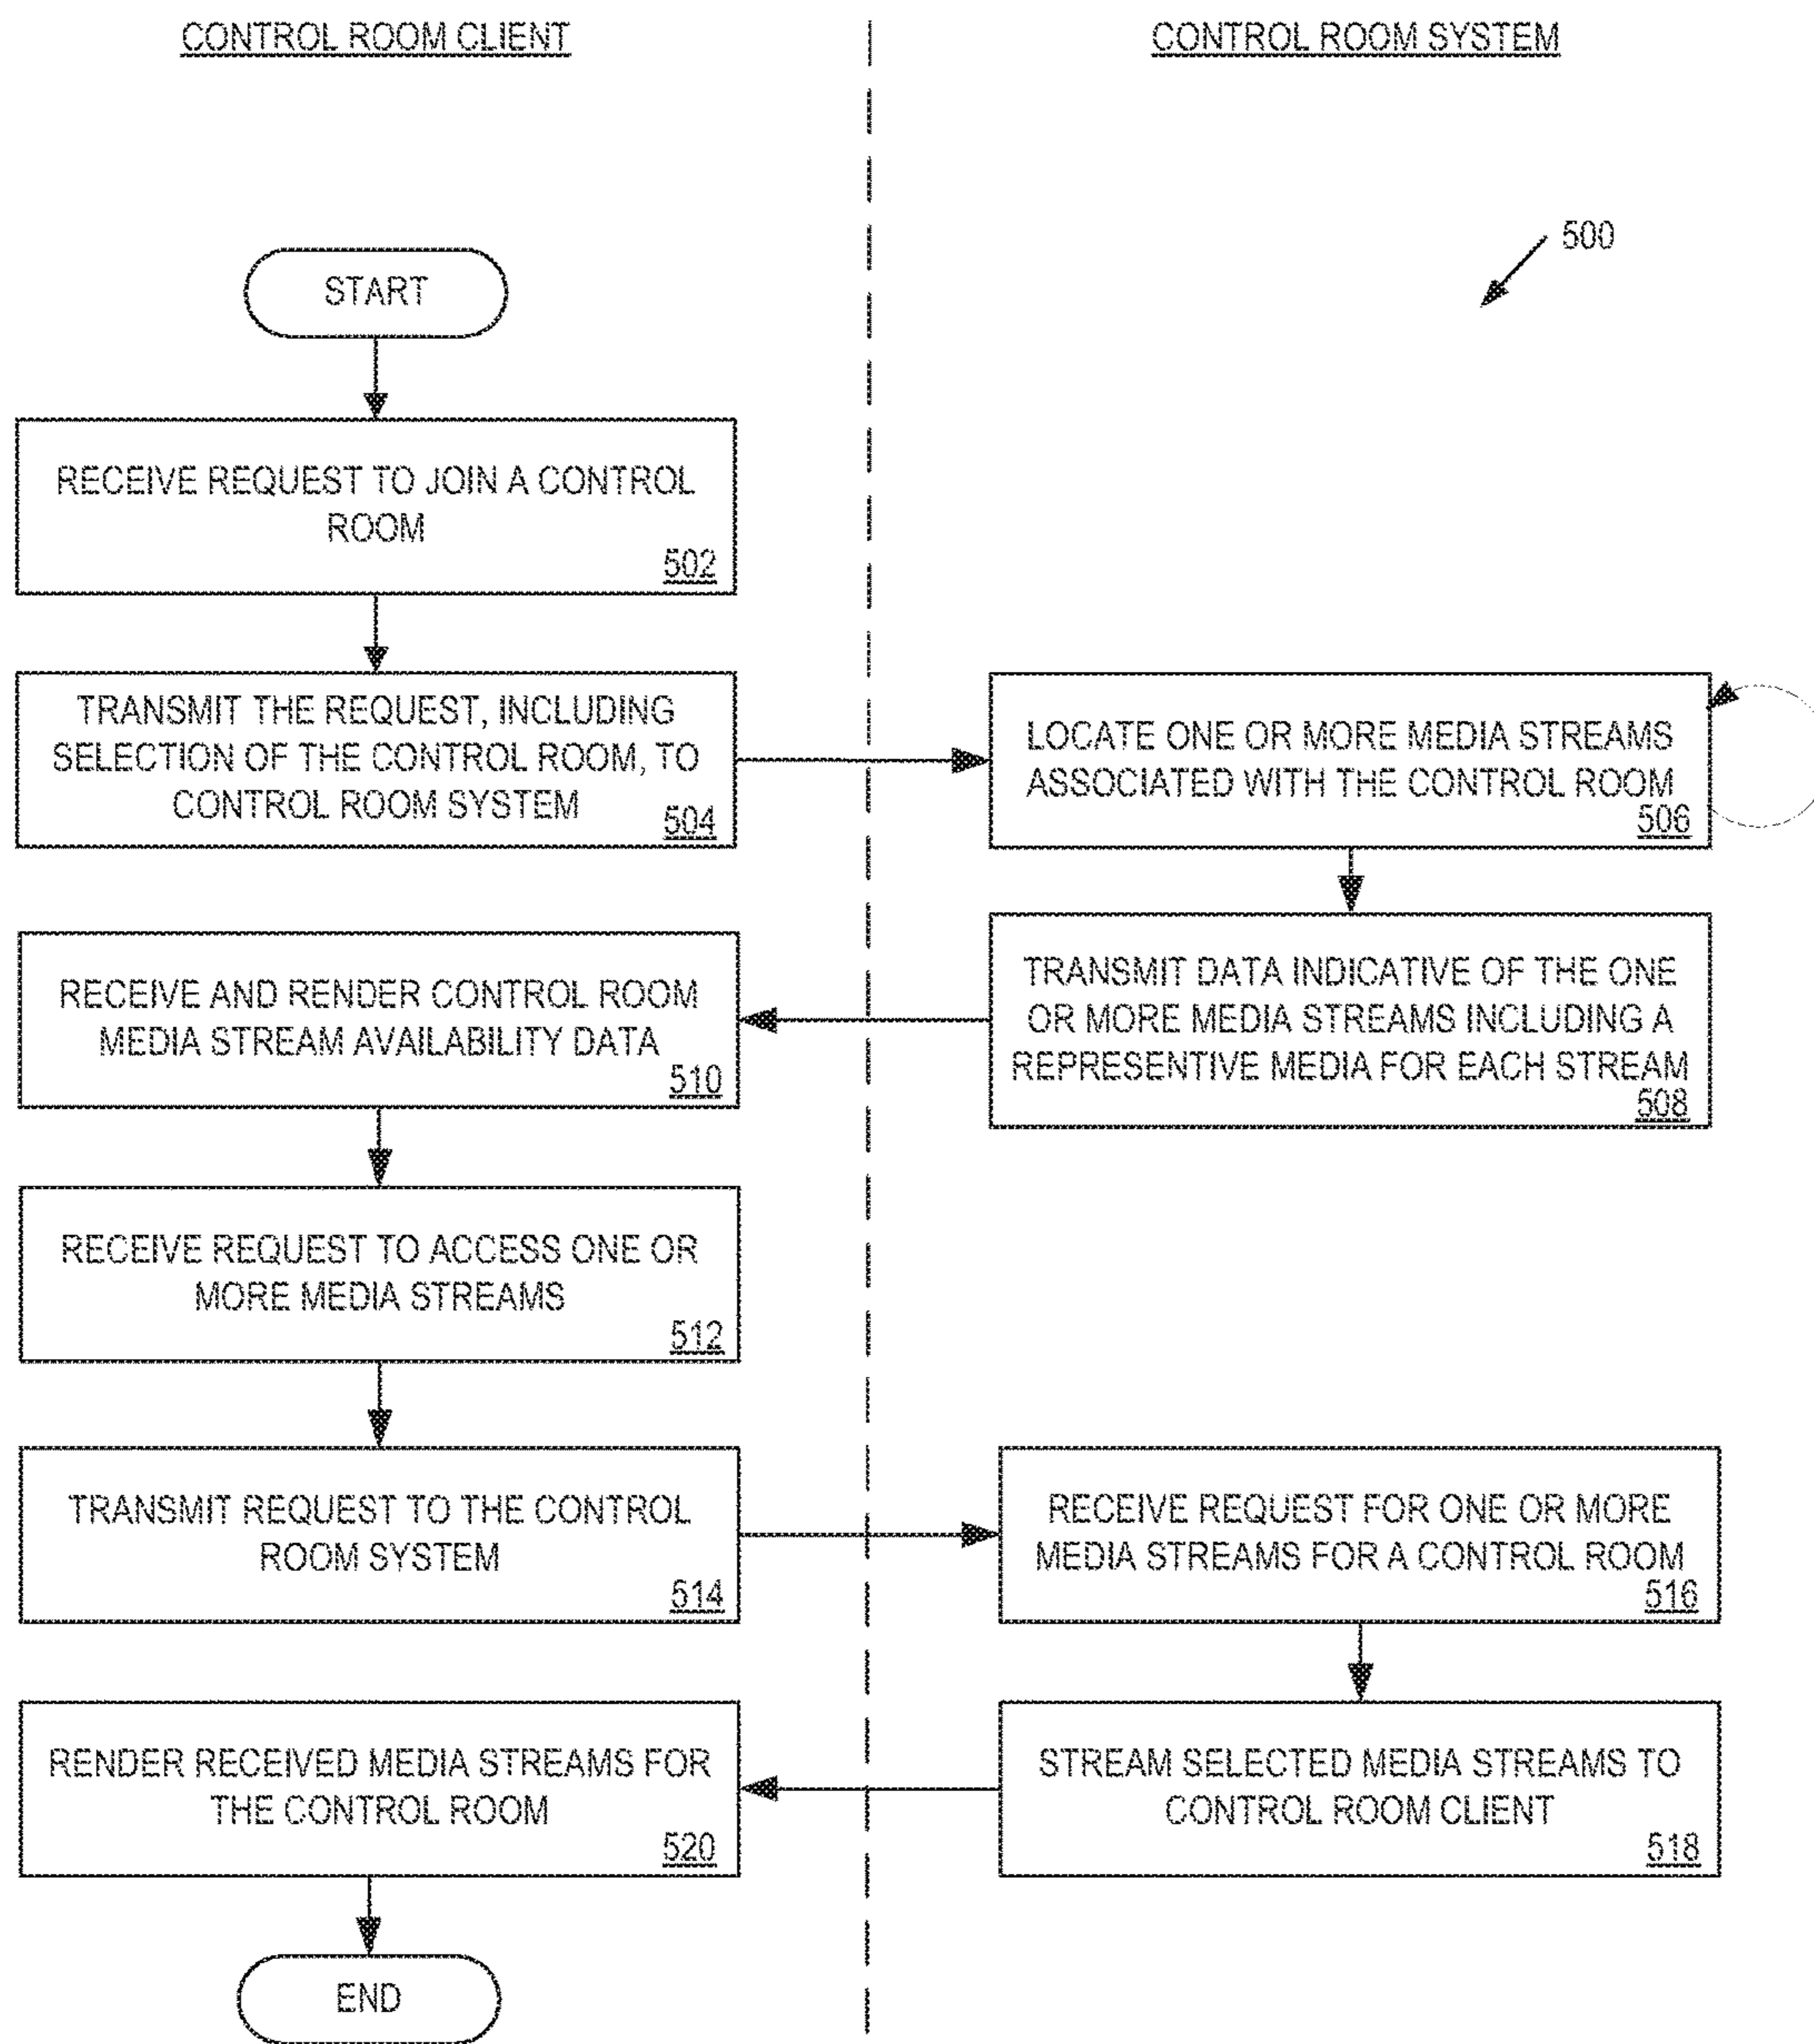 CONTROL ROOM CLIENT
CONTROL ROOM SYSTEM
500
START
RECEIVE REQUEST TO JOIN A CONTROL
ROOM
502
TRANSMIT THE REQUEST, INCLUDING
SELECTION OF THE CONTROL ROOM, TO
CONTROL ROOM SYSTEM
504
LOCATE ONE OR MORE MEDIA STREAMS
ASSOCIATED WITH THE CONTROL ROOM
506
TRANSMIT DATA INDICATIVE OF THE ONE
OR MORE MEDIA STREAMS INCLUDING A
REPRESENTIVE MEDIA FOR EACH STREAM
508
RECEIVE AND RENDER CONTROL ROOM
MEDIA STREAM AVAILABILITY DATA
510
RECEIVE REQUEST TO ACCESS ONE OR
MORE MEDIA STREAMS
512
TRANSMIT REQUEST TO THE CONTROL
ROOM SYSTEM
514
RECEIVE REQUEST FOR ONE OR MORE
MEDIA STREAMS FOR A CONTROL ROOM
516
STREAM SELECTED MEDIA STREAMS TO
CONTROL ROOM CLIENT
518
RENDER RECEIVED MEDIA STREAMS FOR
THE CONTROL ROOM
520
END